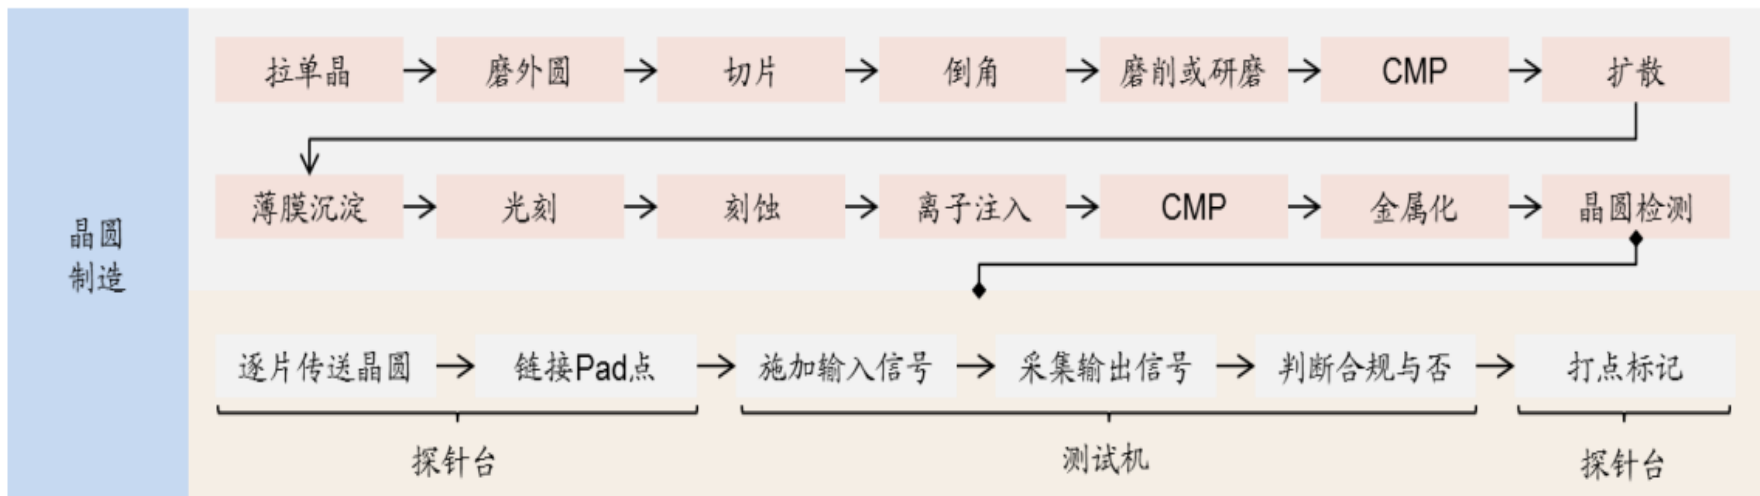 拉单晶
磨外圆
切片
倒角
磨削或研磨
CMP
扩散
薄膜沉淀
光刻
刻蚀
离子注入
CMP
金属化
晶圆检测
晶圆
制造
逐片传送晶圆
链接Pad点
施加输入信号
采集输出信号
判断合规与否
打点标记
探针台
测试机
探针台